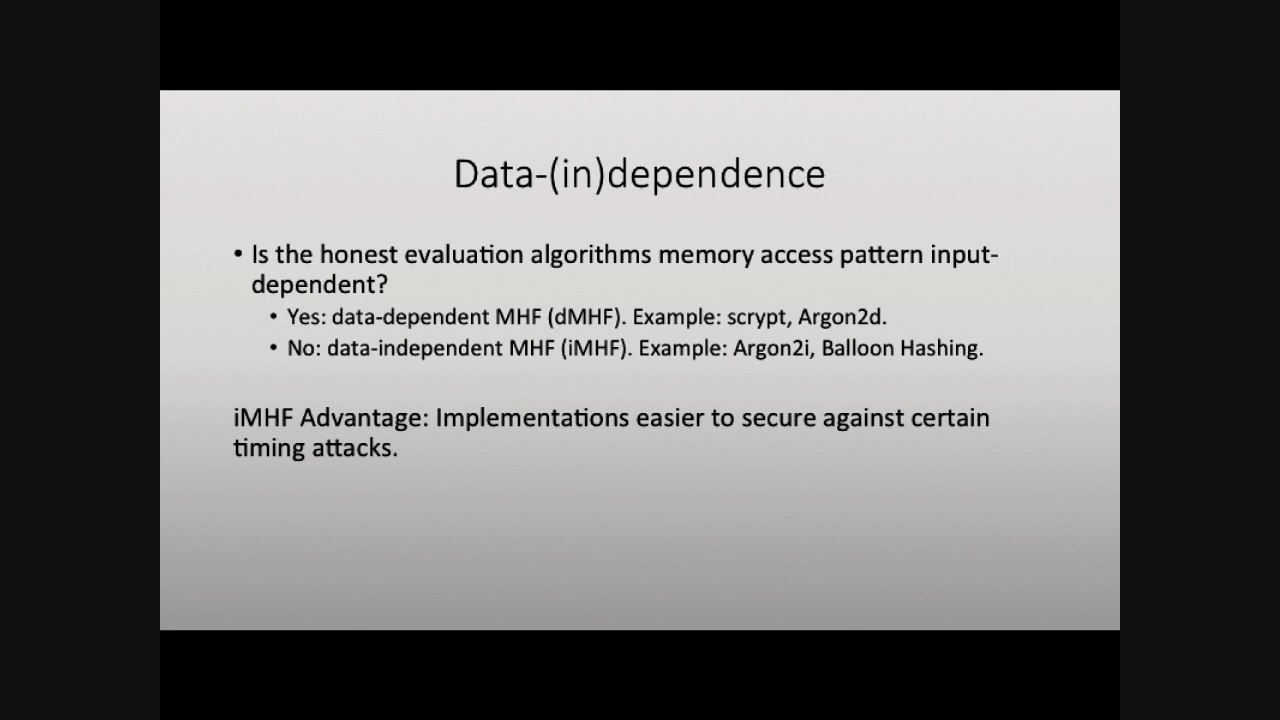 Data-(in)dependence
• Is the honest evaluation algorithms memory access pattern input-
dependent?
• Yes: data-dependent MHF (dMHF). Example: scrypt, Argon2d.
• No: data-independent MHF (iMHF). Example: Argon2i, Balloon Hashing.
iMHF Advantage: Implementations easier to secure against certain
timing attacks.